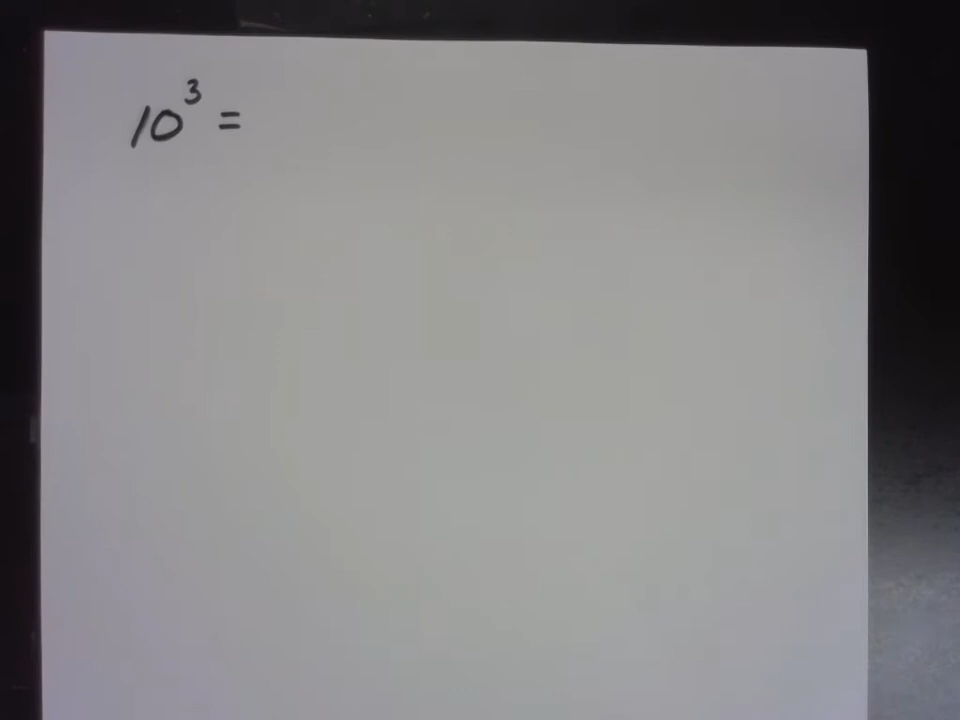 10³ =